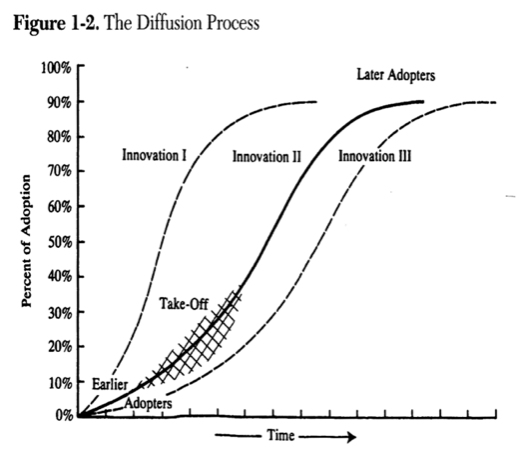 Figure 1-2. The Diffusion Process
100%
90%
80%
70%
60%
50%
40%
30%
20%
10%
0%
Percent of Adoption
Later Adopters
Innovation I
Innovation II
Innovation III
Take-Off
Earlier
Adopters
Time